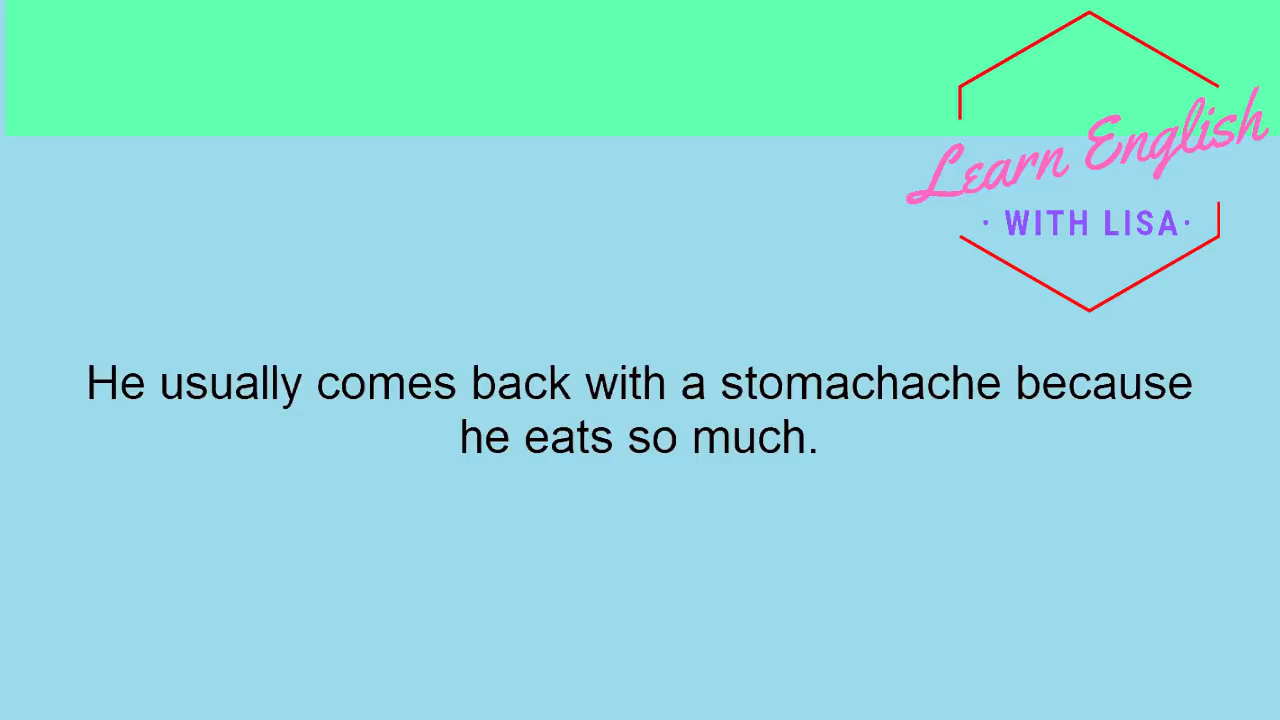 Learn English
· WITH LISA·
He usually comes back with a stomachache because
he eats so much.